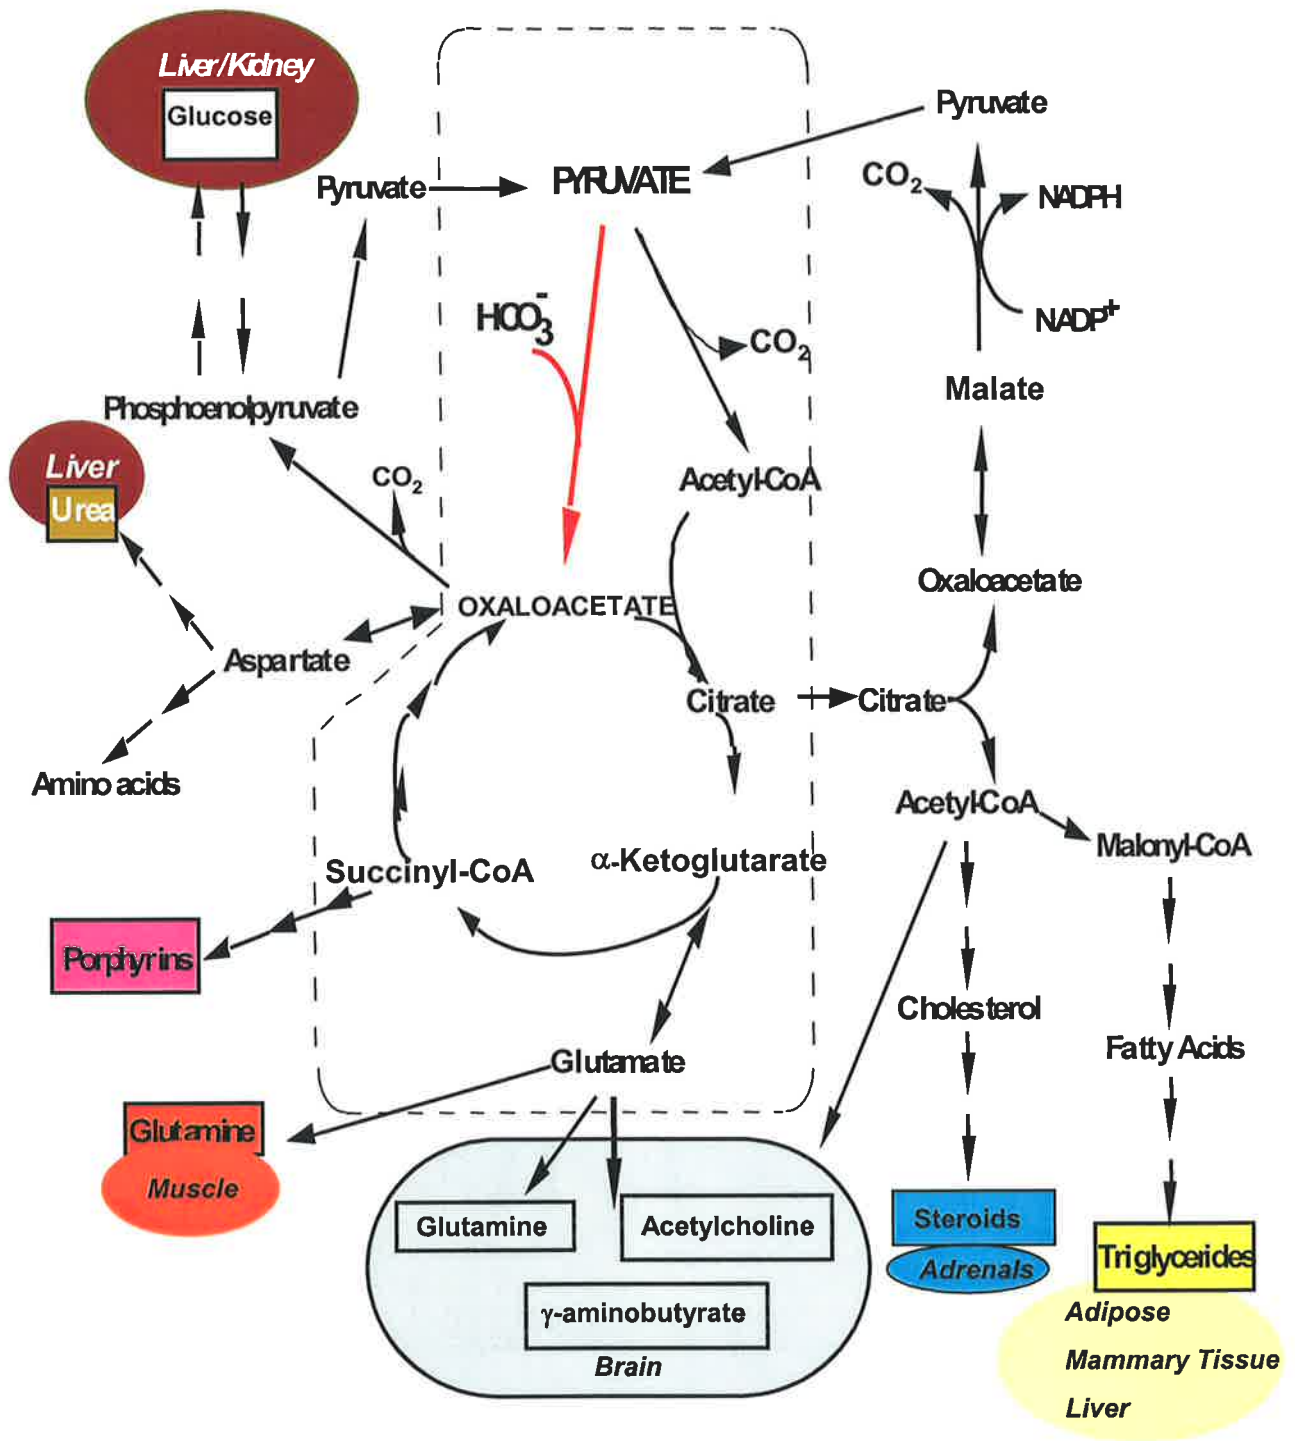 Liver/Kidney
Glucose
Pyruvate
PYRUVATE
Pyruvate
CO2
NADPH
NADP+
HCO3-
CO2
Malate
Phosphoenolpyruvate
Liver
Urea
CO2
Acetyl-CoA
OXALOACETATE
Oxaloacetate
Aspartate
Citrate
Citrate
Amino acids
Acetyl-CoA
Malonyl-CoA
Succinyl-CoA
α-Ketoglutarate
Porphyrins
Cholesterol
Fatty Acids
Glutamate
Glutamine
Muscle
Glutamine
Acetylcholine
γ-aminobutyrate
Brain
Steroids
Adrenals
Triglycerides
Adipose
Mammary Tissue
Liver